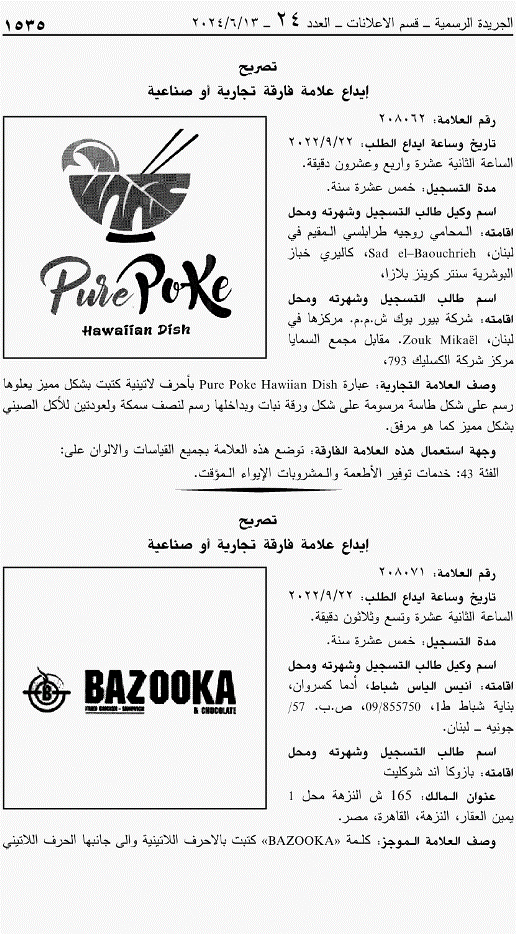 الجريدة الرسمية ــ قسم الاعلانات ــ العدد ٢٤ ــ ٢٠٢٤/٦/١٣
١٥٣٥
تصريح
إيداع علامة فارقة تجارية أو صناعية
رقم العلامة: ٢٠٨٠٦٢
تاريخ وساعة ايداع الطلب: ٢٠٢٢/٩/٢٢
الساعة الثانية عشرة واربع وعشرون دقيقة.
مدة التسجيل: خمس عشرة سنة.
اسم وكيل طالب التسجيل وشهرته ومحل
اقامته: المحامي روجيه طرابلسي المقيم في
لبنان، Sad el–Baouchrieh، كاليري خباز
البوشرية سنتر كوينز بلازا،
اسم طالب التسجيل وشهرته ومحل
اقامته: شركة بيور بوك ش.م.م. مركزها في
لبنان، Zouk Mikaël. مقابل مجمع السمايا
مركز شركة الكسليك 793,
Pure Poke
Hawaiian Dish
وصف العلامة التجارية: عبارة Pure Poke Hawiian Dish بأحرف لاتينية كتبت بشكل مميز يعلوها
رسم على شكل طاسة مرسومة على شكل ورقة نبات وبداخلها رسم لنصف سمكة ولعودتين للأكل الصيني
بشكل مميز كما هو مرفق.
وجهة استعمال هذه العلامة الفارقة: توضع هذه العلامة بجميع القياسات والالوان على:
الفئة 43: خدمات توفير الأطعمة والمشروبات الإيواء المؤقت.
تصريح
إيداع علامة فارقة تجارية أو صناعية
رقم العلامة: ٢٠٨٠٧١
تاريخ وساعة ايداع الطلب: ٢٠٢٢/٩/٢٢
الساعة الثانية عشرة وتسع وثلاثون دقيقة.
مدة التسجيل: خمس عشرة سنة.
اسم وكيل طالب التسجيل وشهرته ومحل
اقامته: أنيس الياس شباط، أدما كسروان،
بناية شباط ط1، 09/855750، ص.ب. 57/
جونيه ــ لبنان.
اسم طالب التسجيل وشهرته ومحل
اقامته: بازوكا اند شوكليت
عنوان المالك: 165 ش النزهة محل 1
يمين العقار، النزهة، القاهرة، مصر.
B BAZOOKA
FRIED CHICKEN - SANDWICH & CHOCOLATE
وصف العلامة الموجز: كلمة «BAZOOKA» كتبت بالاحرف اللاتينية والى جانبها الحرف اللاتيني